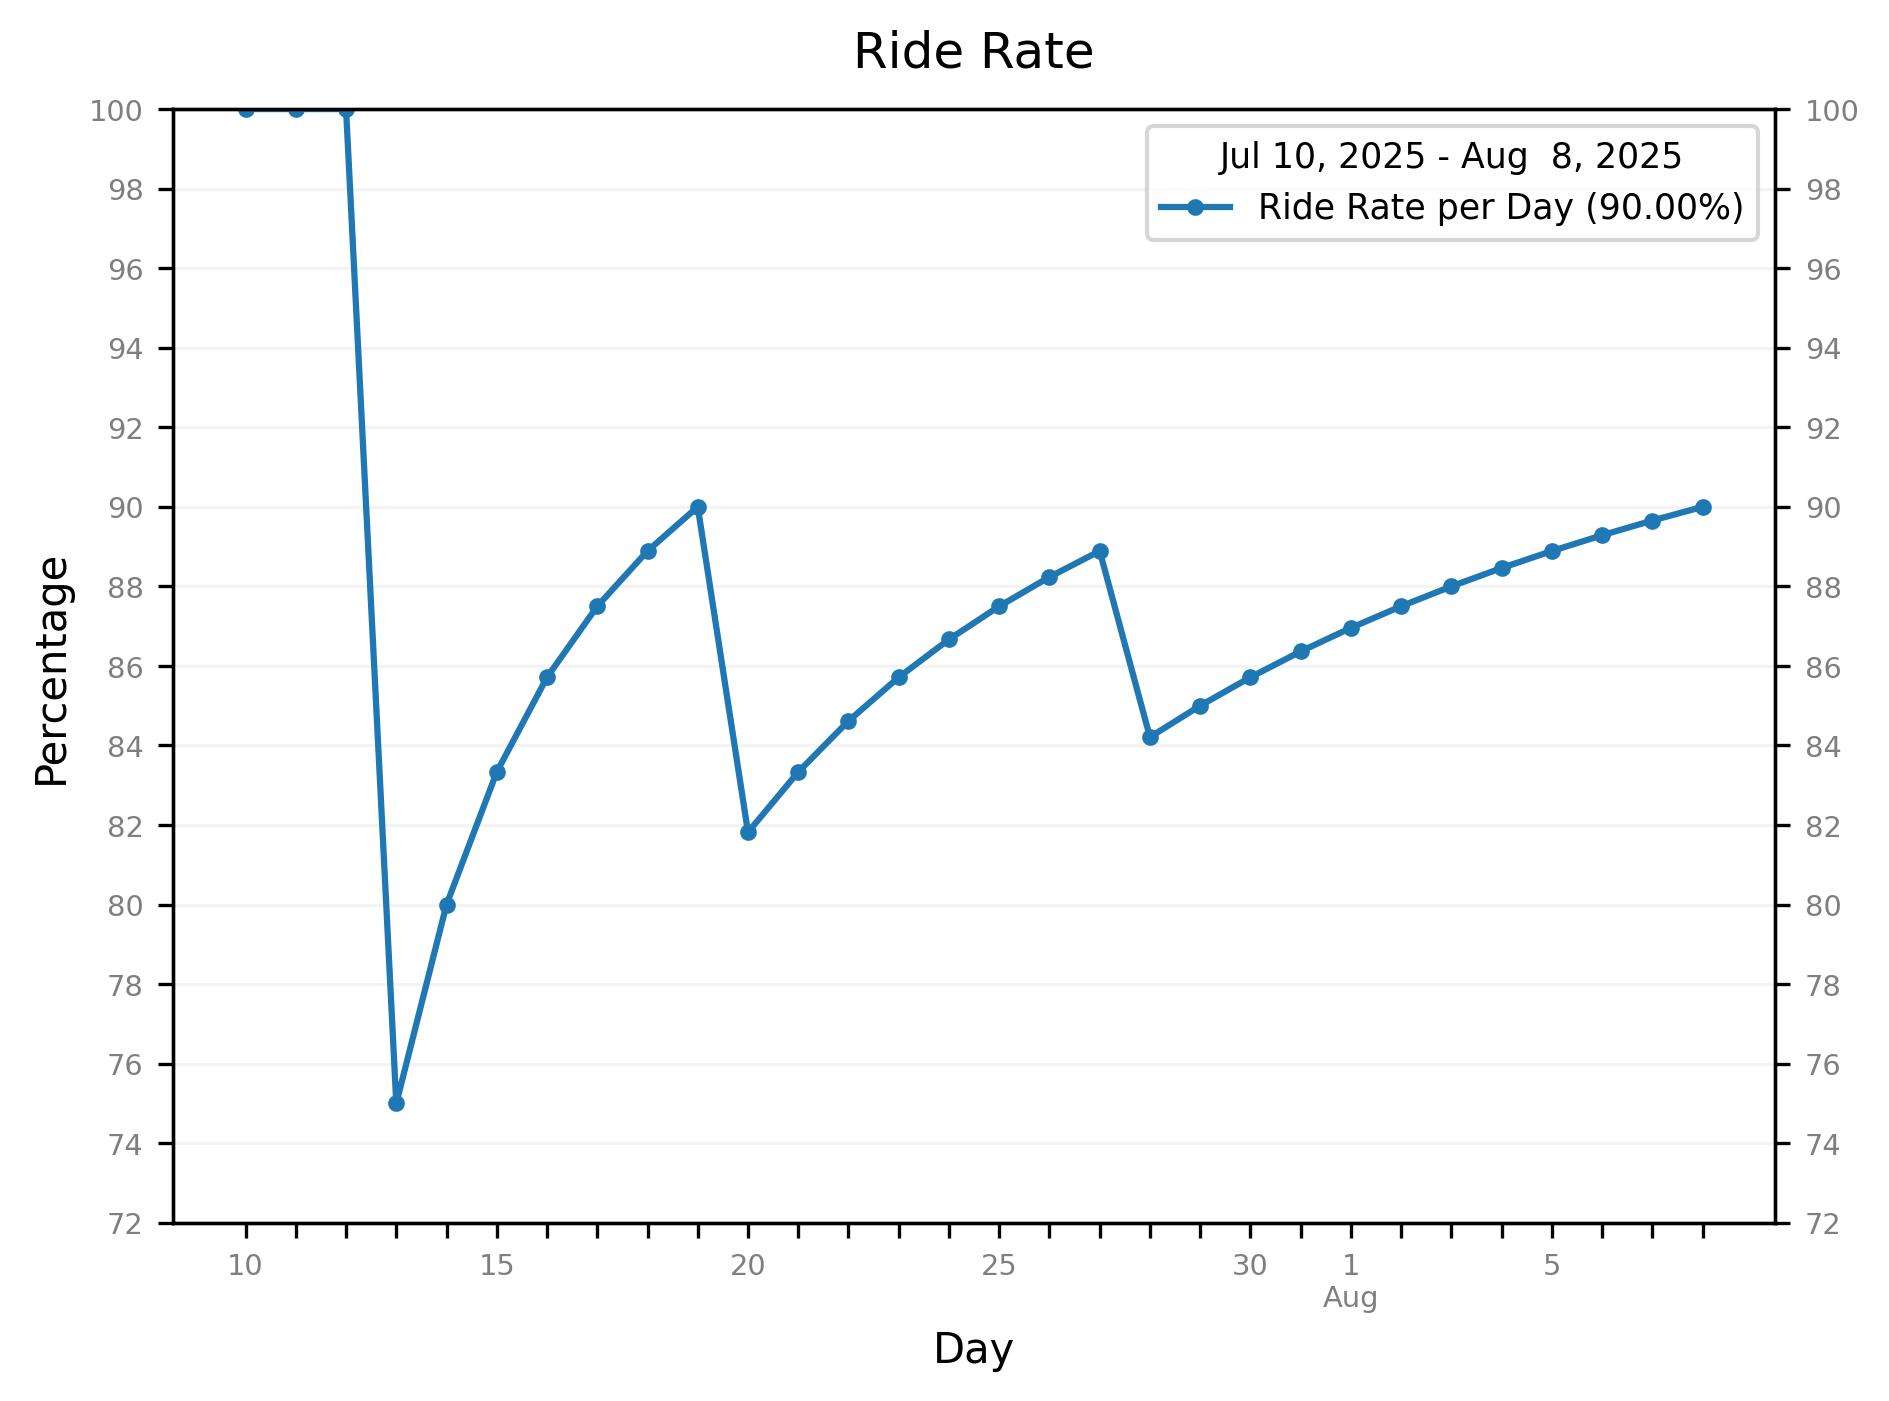 Ride Rate
Jul 10, 2025 - Aug  8, 2025
Ride Rate per Day (90.00%)
100 100
98 98
96 96
94 94
92 92
90 90
88 88
86 86
84 84
82 82
80 80
78 78
76 76
74 74
72 72
Percentage
10 15 20 25 30 1 5
Aug
Day